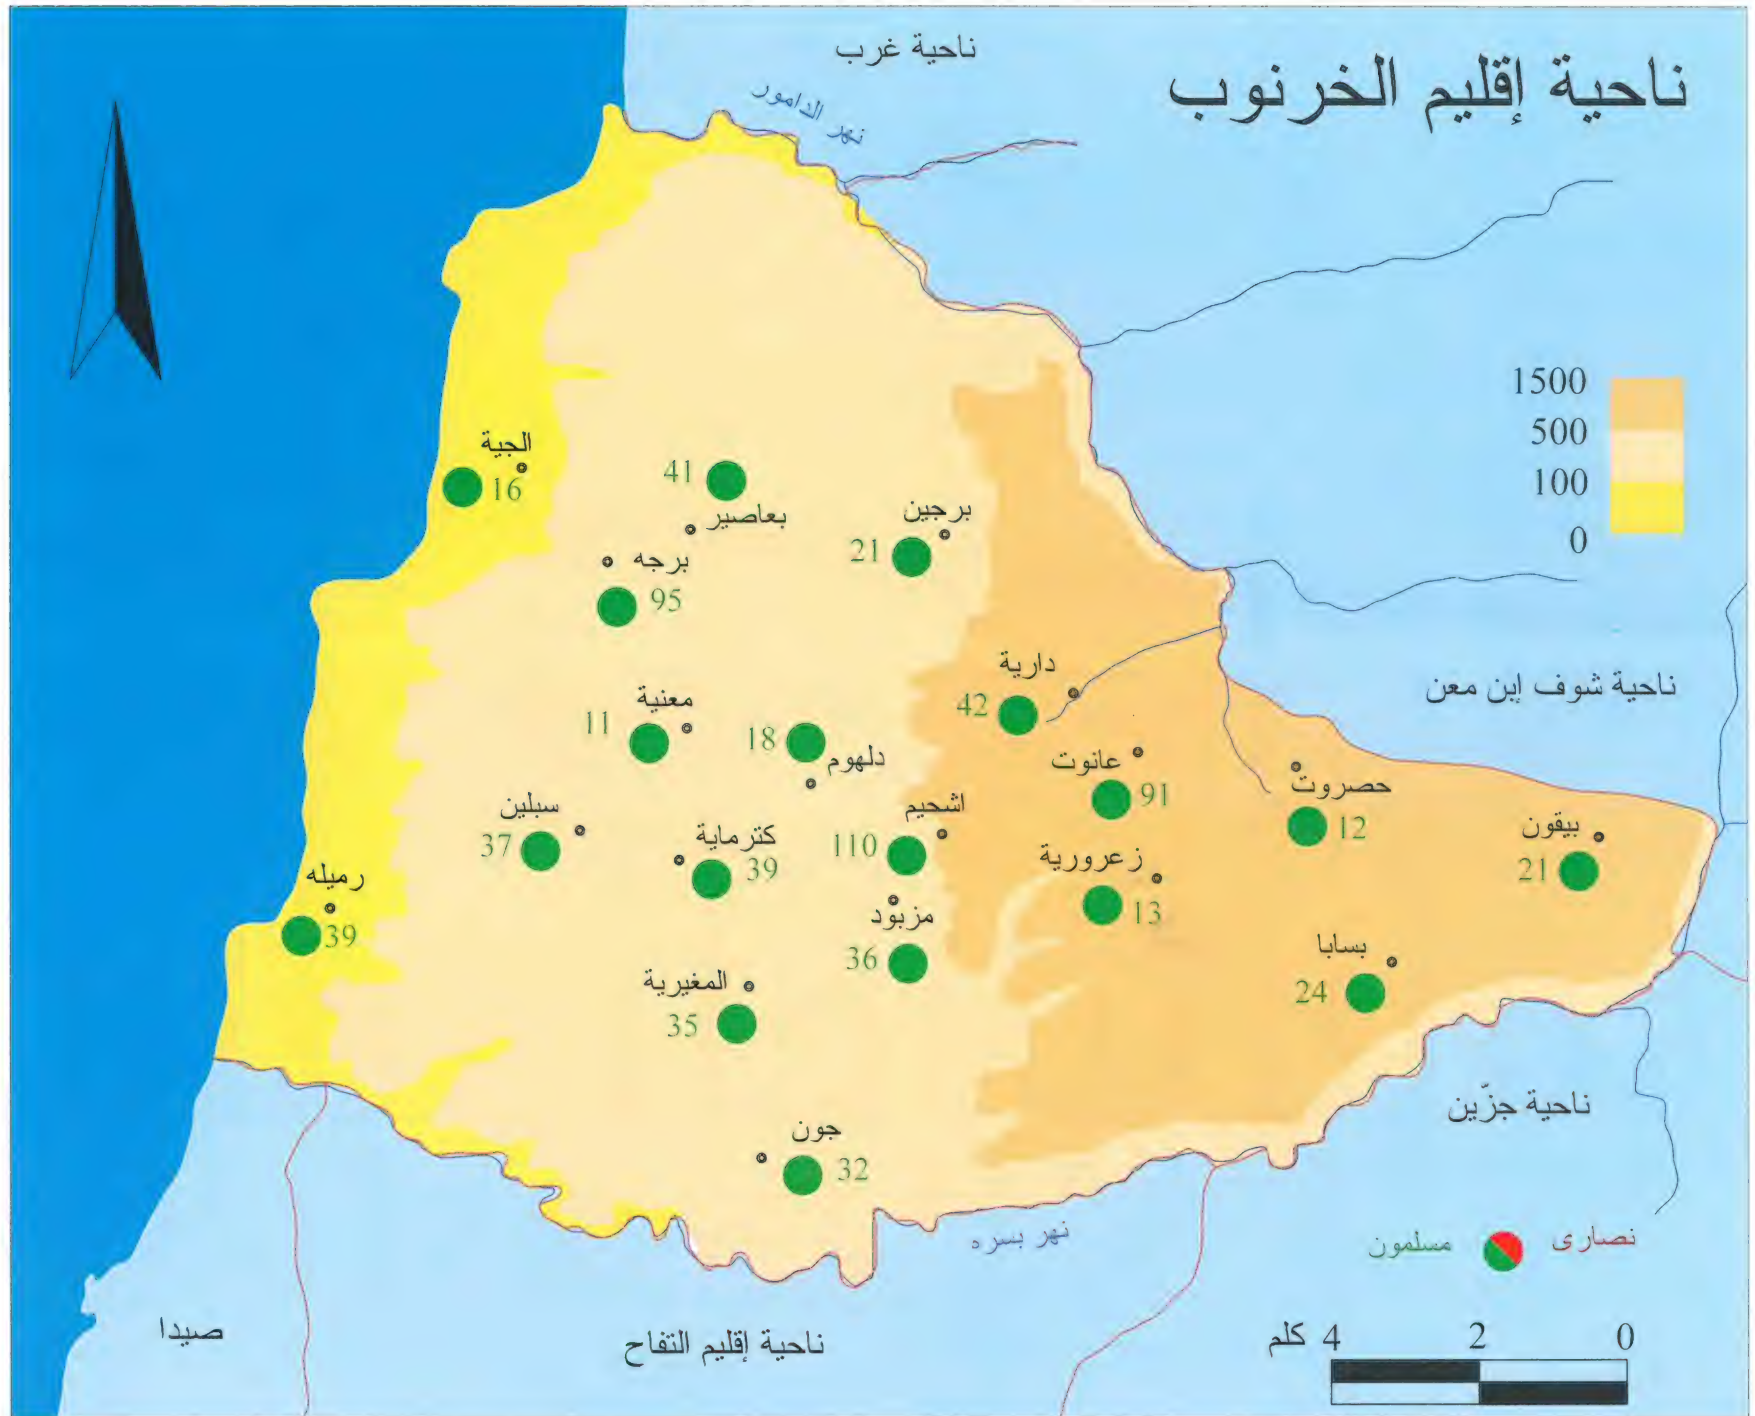 ناحية إقليم الخرنوب
ناحية غرب
نهر الدامور
1500
500
100
0
الجية
16
41
بعاصير
برجين
21
برجه
95
دارية
42
ناحية شوف إبن معن
معنية
11
18
دلهوم
عانوت
91
حصروت
12
سبلين
37
كترماية
39
اشحيم
110
زعرورية
13
بيقون
21
رميله
39
مزبود
36
بسابا
24
المغيرية
35
جون
32
ناحية جزّين
نهر بسره
نصارى
مسلمون
صيدا
ناحية إقليم التفاح
0 2 4 كلم